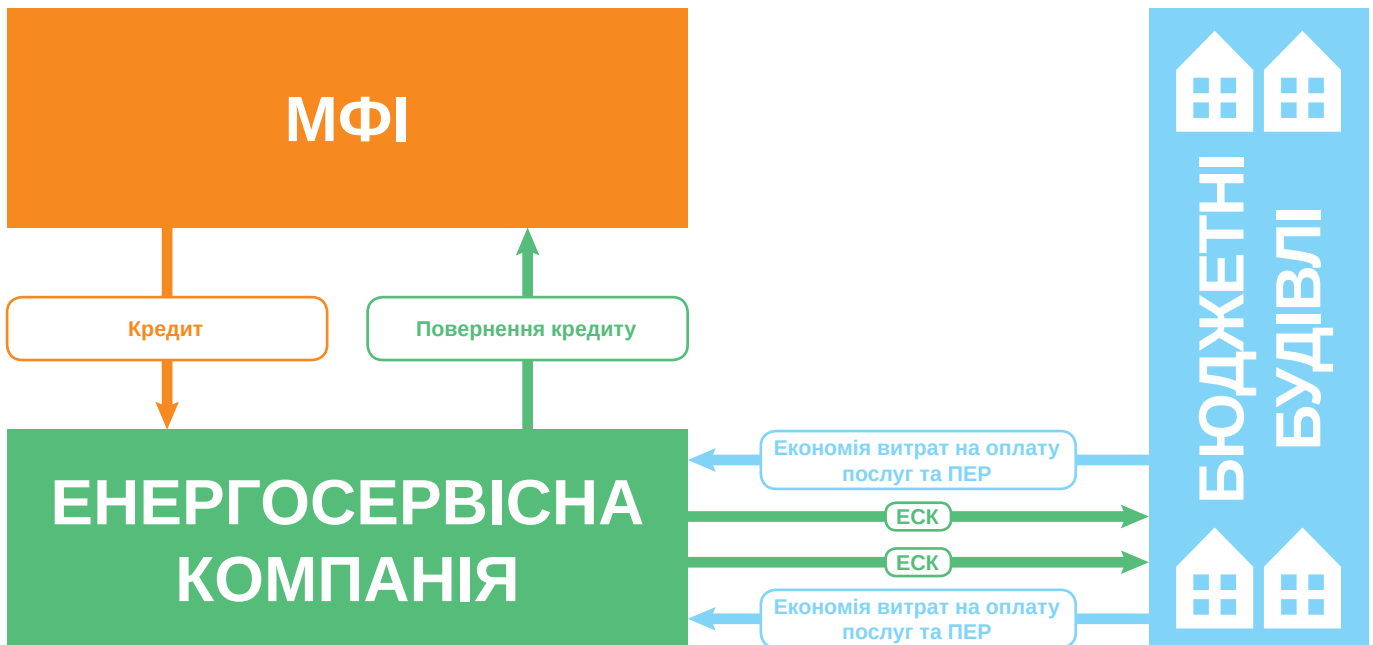 МФІ
Кредит
Повернення кредиту
ЕНЕРГОСЕРВІСНА
КОМПАНІЯ
Економія витрат на оплату
послуг та ПЕР
ЕСК
ЕСК
Економія витрат на оплату
послуг та ПЕР
БЮДЖЕТНІ
БУДІВЛІ